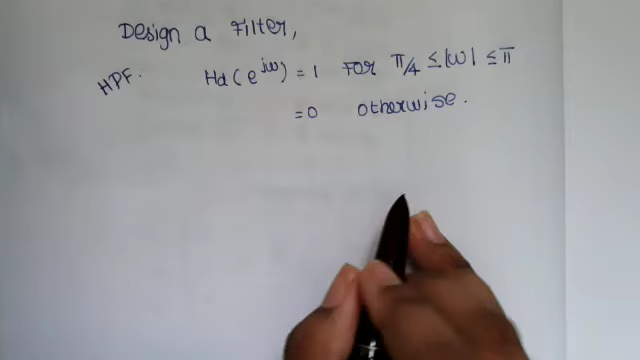 Design a Filter,
HPF. Hd(e^jω) = 1 For π/4 ≤ |ω| ≤ π
= 0 otherwise.